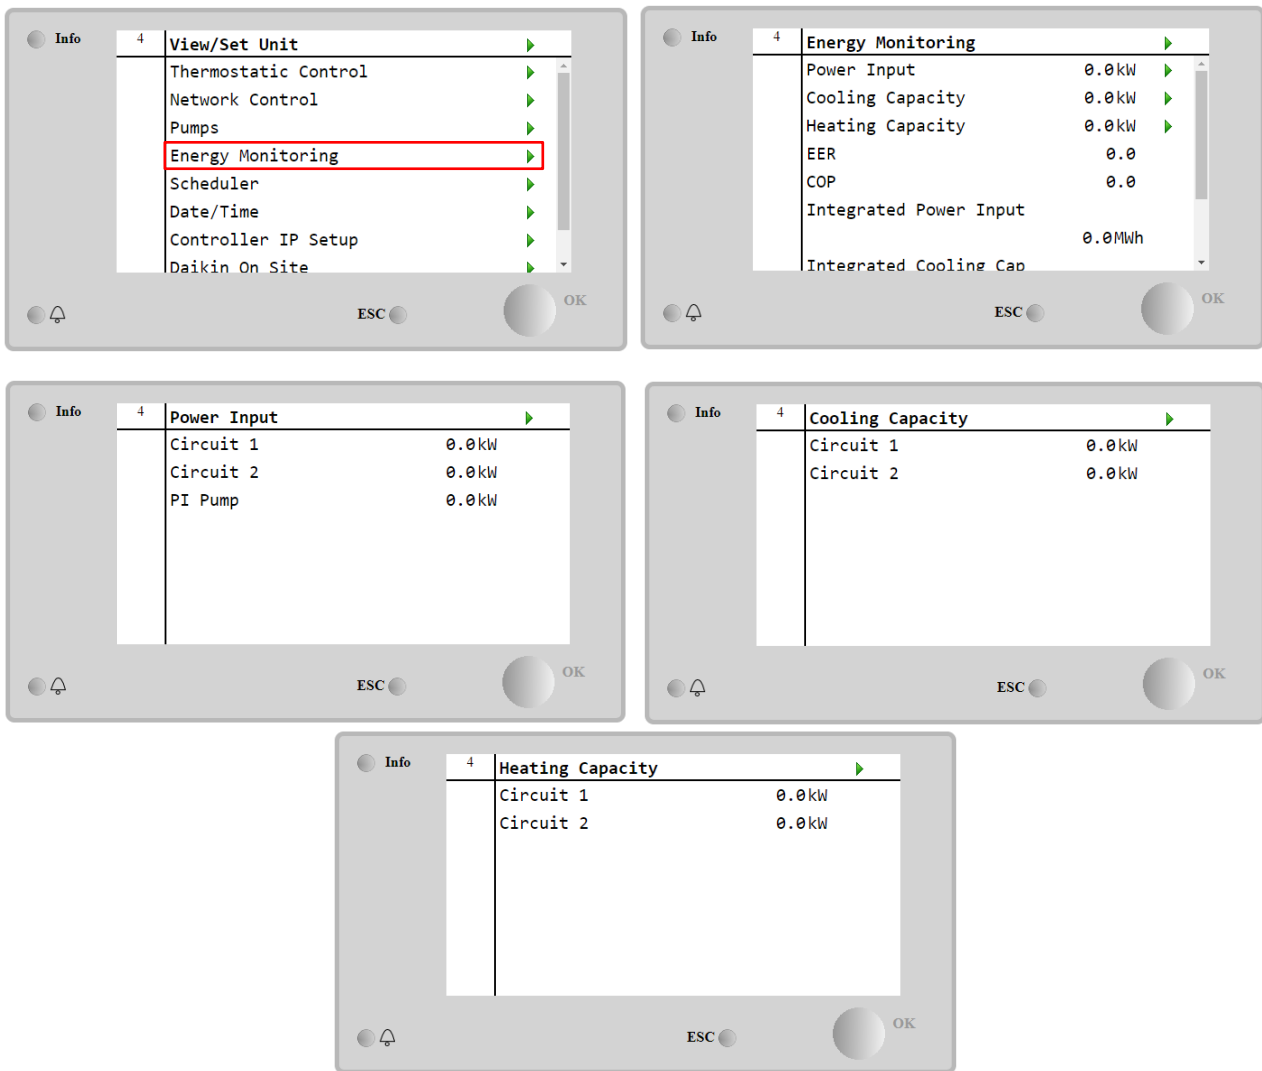 Info
4 View/Set Unit
Thermostatic Control
Network Control
Pumps
Energy Monitoring
Scheduler
Date/Time
Controller IP Setup
Daikin On Site
ESC
OK
Info
4 Energy Monitoring
Power Input 0.0kW
Cooling Capacity 0.0kW
Heating Capacity 0.0kW
EER 0.0
COP 0.0
Integrated Power Input
0.0MWh
Integrated Cooling Cap
ESC
OK
Info
4 Power Input
Circuit 1 0.0kW
Circuit 2 0.0kW
PI Pump 0.0kW
ESC
OK
Info
4 Cooling Capacity
Circuit 1 0.0kW
Circuit 2 0.0kW
ESC
OK
Info
4 Heating Capacity
Circuit 1 0.0kW
Circuit 2 0.0kW
ESC
OK